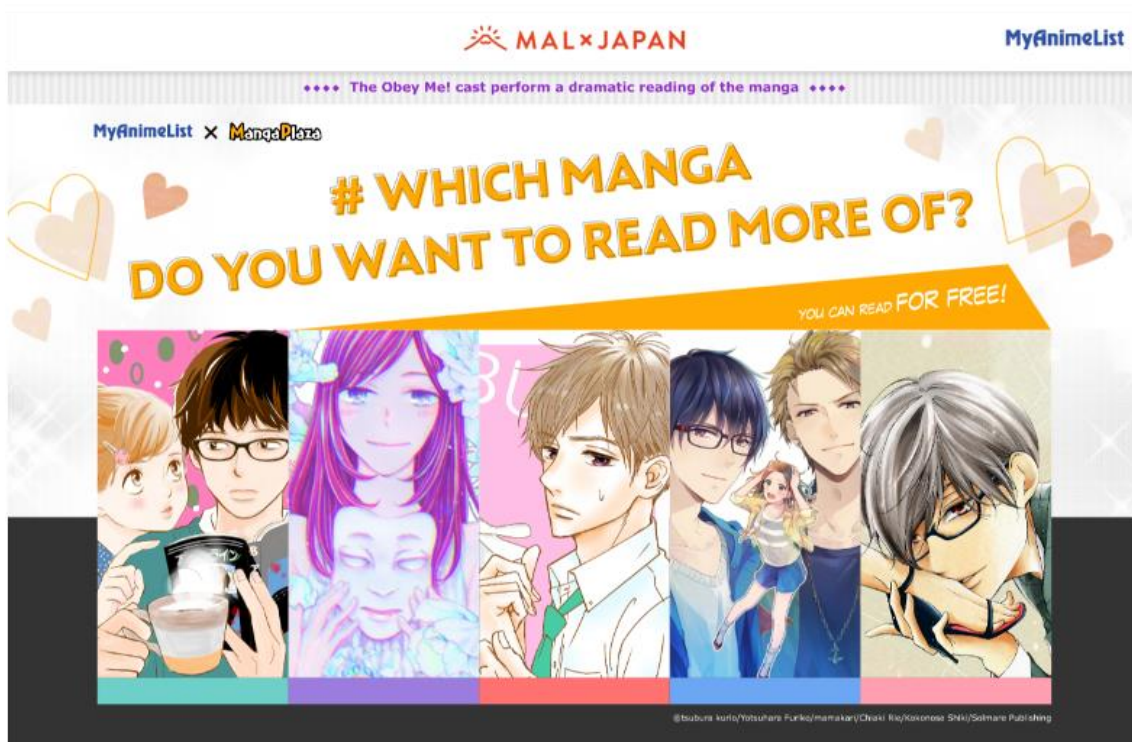 MAL×JAPAN
MyAnimeList
The Obey Me! cast perform a dramatic reading of the manga
MyAnimeList × MangaPlaza
# WHICH MANGA
DO YOU WANT TO READ MORE OF?
YOU CAN READ FOR FREE!
©tsubura kurio/Yotsuhara Furiko/mamakari/Chiaki Rie/Kokonose Shiki/Solmare Publishing